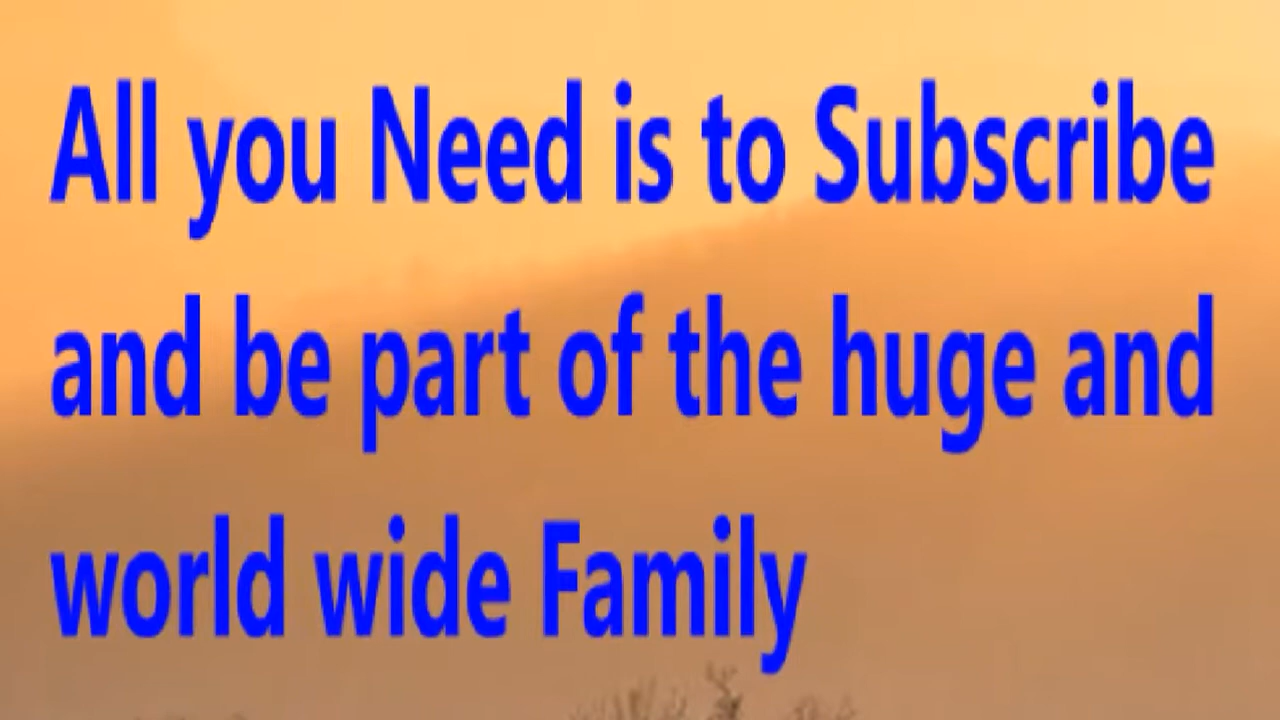 All you Need is to Subscribe
and be part of the huge and
world wide Family